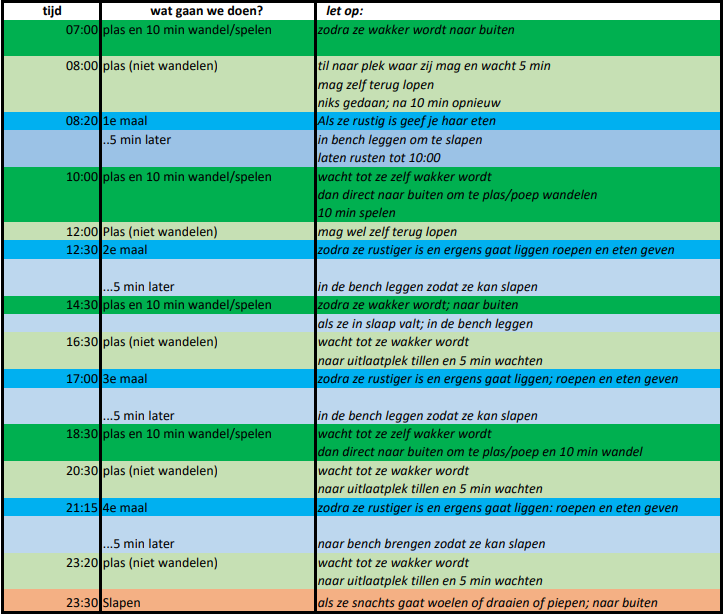 tijd wat gaan we doen? let op:
07:00 plas en 10 min wandel/spelen zodra ze wakker wordt naar buiten
08:00 plas (niet wandelen) til naar plek waar zij mag en wacht 5 min
mag zelf terug lopen
niks gedaan; na 10 min opnieuw
08:20 1e maal Als ze rustig is geef je haar eten
..5 min later in bench leggen om te slapen
laten rusten tot 10:00
10:00 plas en 10 min wandel/spelen wacht tot ze zelf wakker wordt
dan direct naar buiten om te plas/poep wandelen
10 min spelen
12:00 Plas (niet wandelen) mag wel zelf terug lopen
12:30 2e maal zodra ze rustiger is en ergens gaat liggen roepen en eten geven
...5 min later in de bench leggen zodat ze kan slapen
14:30 plas en 10 min wandel/spelen zodra ze wakker wordt; naar buiten
als ze in slaap valt; in de bench leggen
16:30 plas (niet wandelen) wacht tot ze wakker wordt
naar uitlaatplek tillen en 5 min wachten
17:00 3e maal zodra ze rustiger is en ergens gaat liggen; roepen en eten geven
...5 min later in de bench leggen zodat ze kan slapen
18:30 plas en 10 min wandel/spelen wacht tot ze zelf wakker wordt
dan direct naar buiten om te plas/poep en 10 min wandel
20:30 plas (niet wandelen) wacht tot ze wakker wordt
naar uitlaatplek tillen en 5 min wachten
21:15 4e maal zodra ze rustiger is en ergens gaat liggen: roepen en eten geven
...5 min later naar bench brengen zodat ze kan slapen
23:20 plas (niet wandelen) wacht tot ze wakker wordt
naar uitlaatplek tillen en 5 min wachten
23:30 Slapen als ze snachts gaat woelen of draaien of piepen; naar buiten